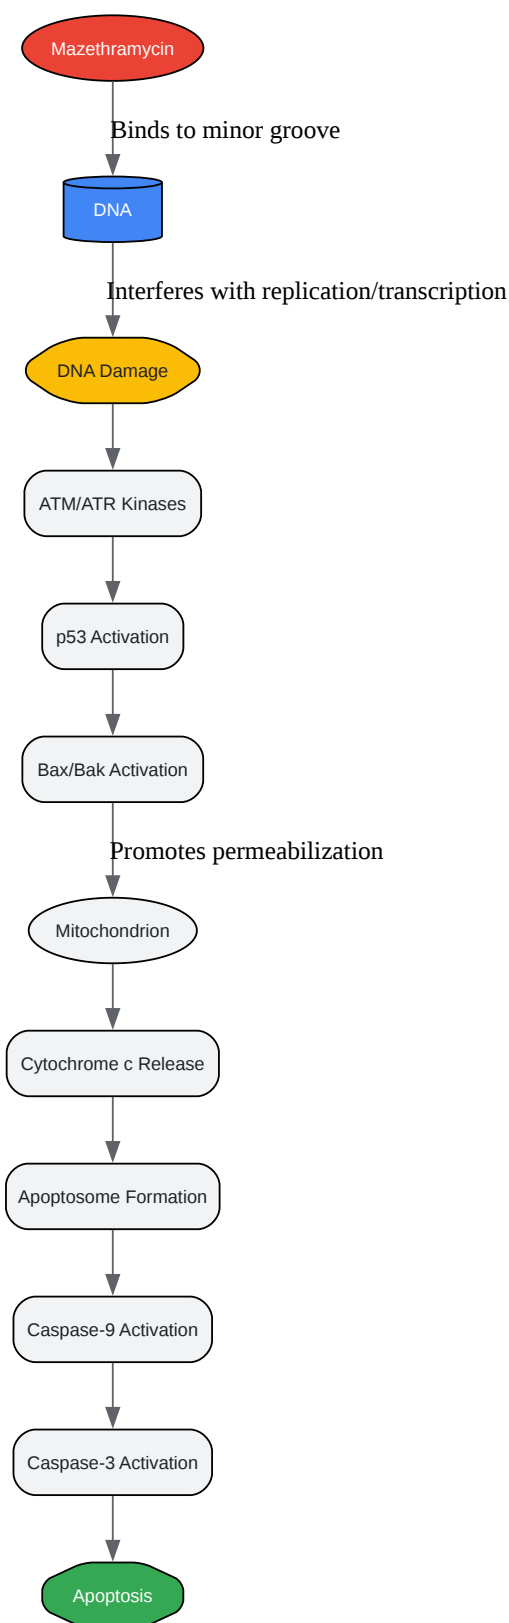 Mazethramycin
Binds to minor groove
DNA
Interferes with replication/transcription
DNA Damage
ATM/ATR Kinases
p53 Activation
Bax/Bak Activation
Promotes permeabilization
Mitochondrion
Cytochrome c Release
Apoptosome Formation
Caspase-9 Activation
Caspase-3 Activation
Apoptosis